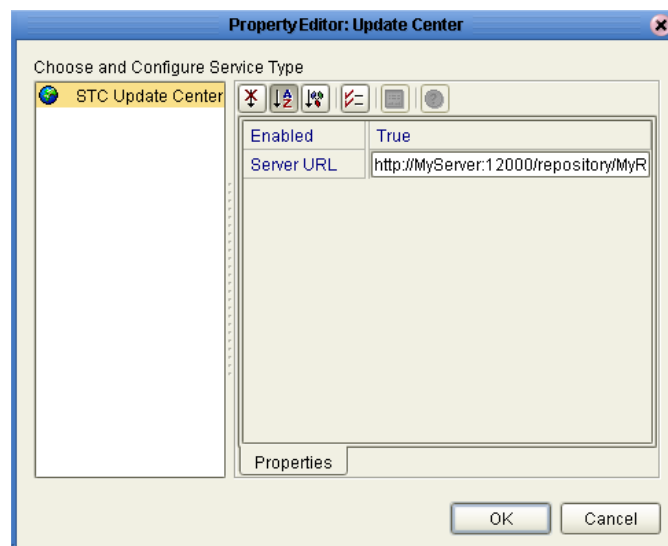 PropertyEditor: Update Center
Choose and Configure Service Type
STC Update Center
Enabled True
Server URL http://MyServer:12000/repository/MyR
Properties
OK Cancel